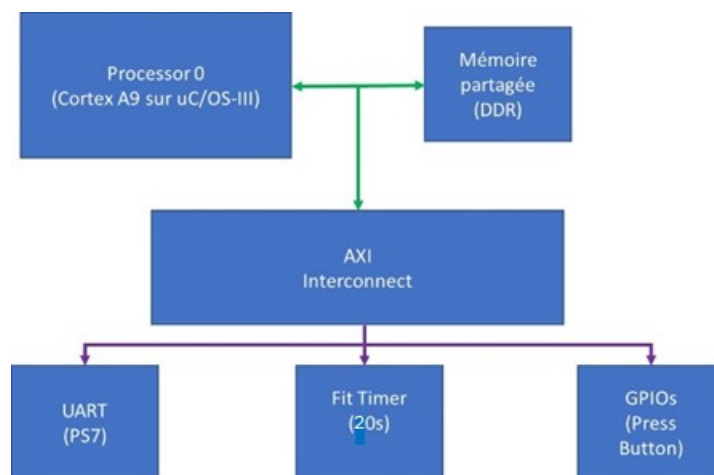 Processor 0
(Cortex A9 sur uC/OS-III)
Mémoire
partagée
(DDR)
AXI
Interconnect
UART
(PS7)
Fit Timer
(20s)
GPIOs
(Press
Button)